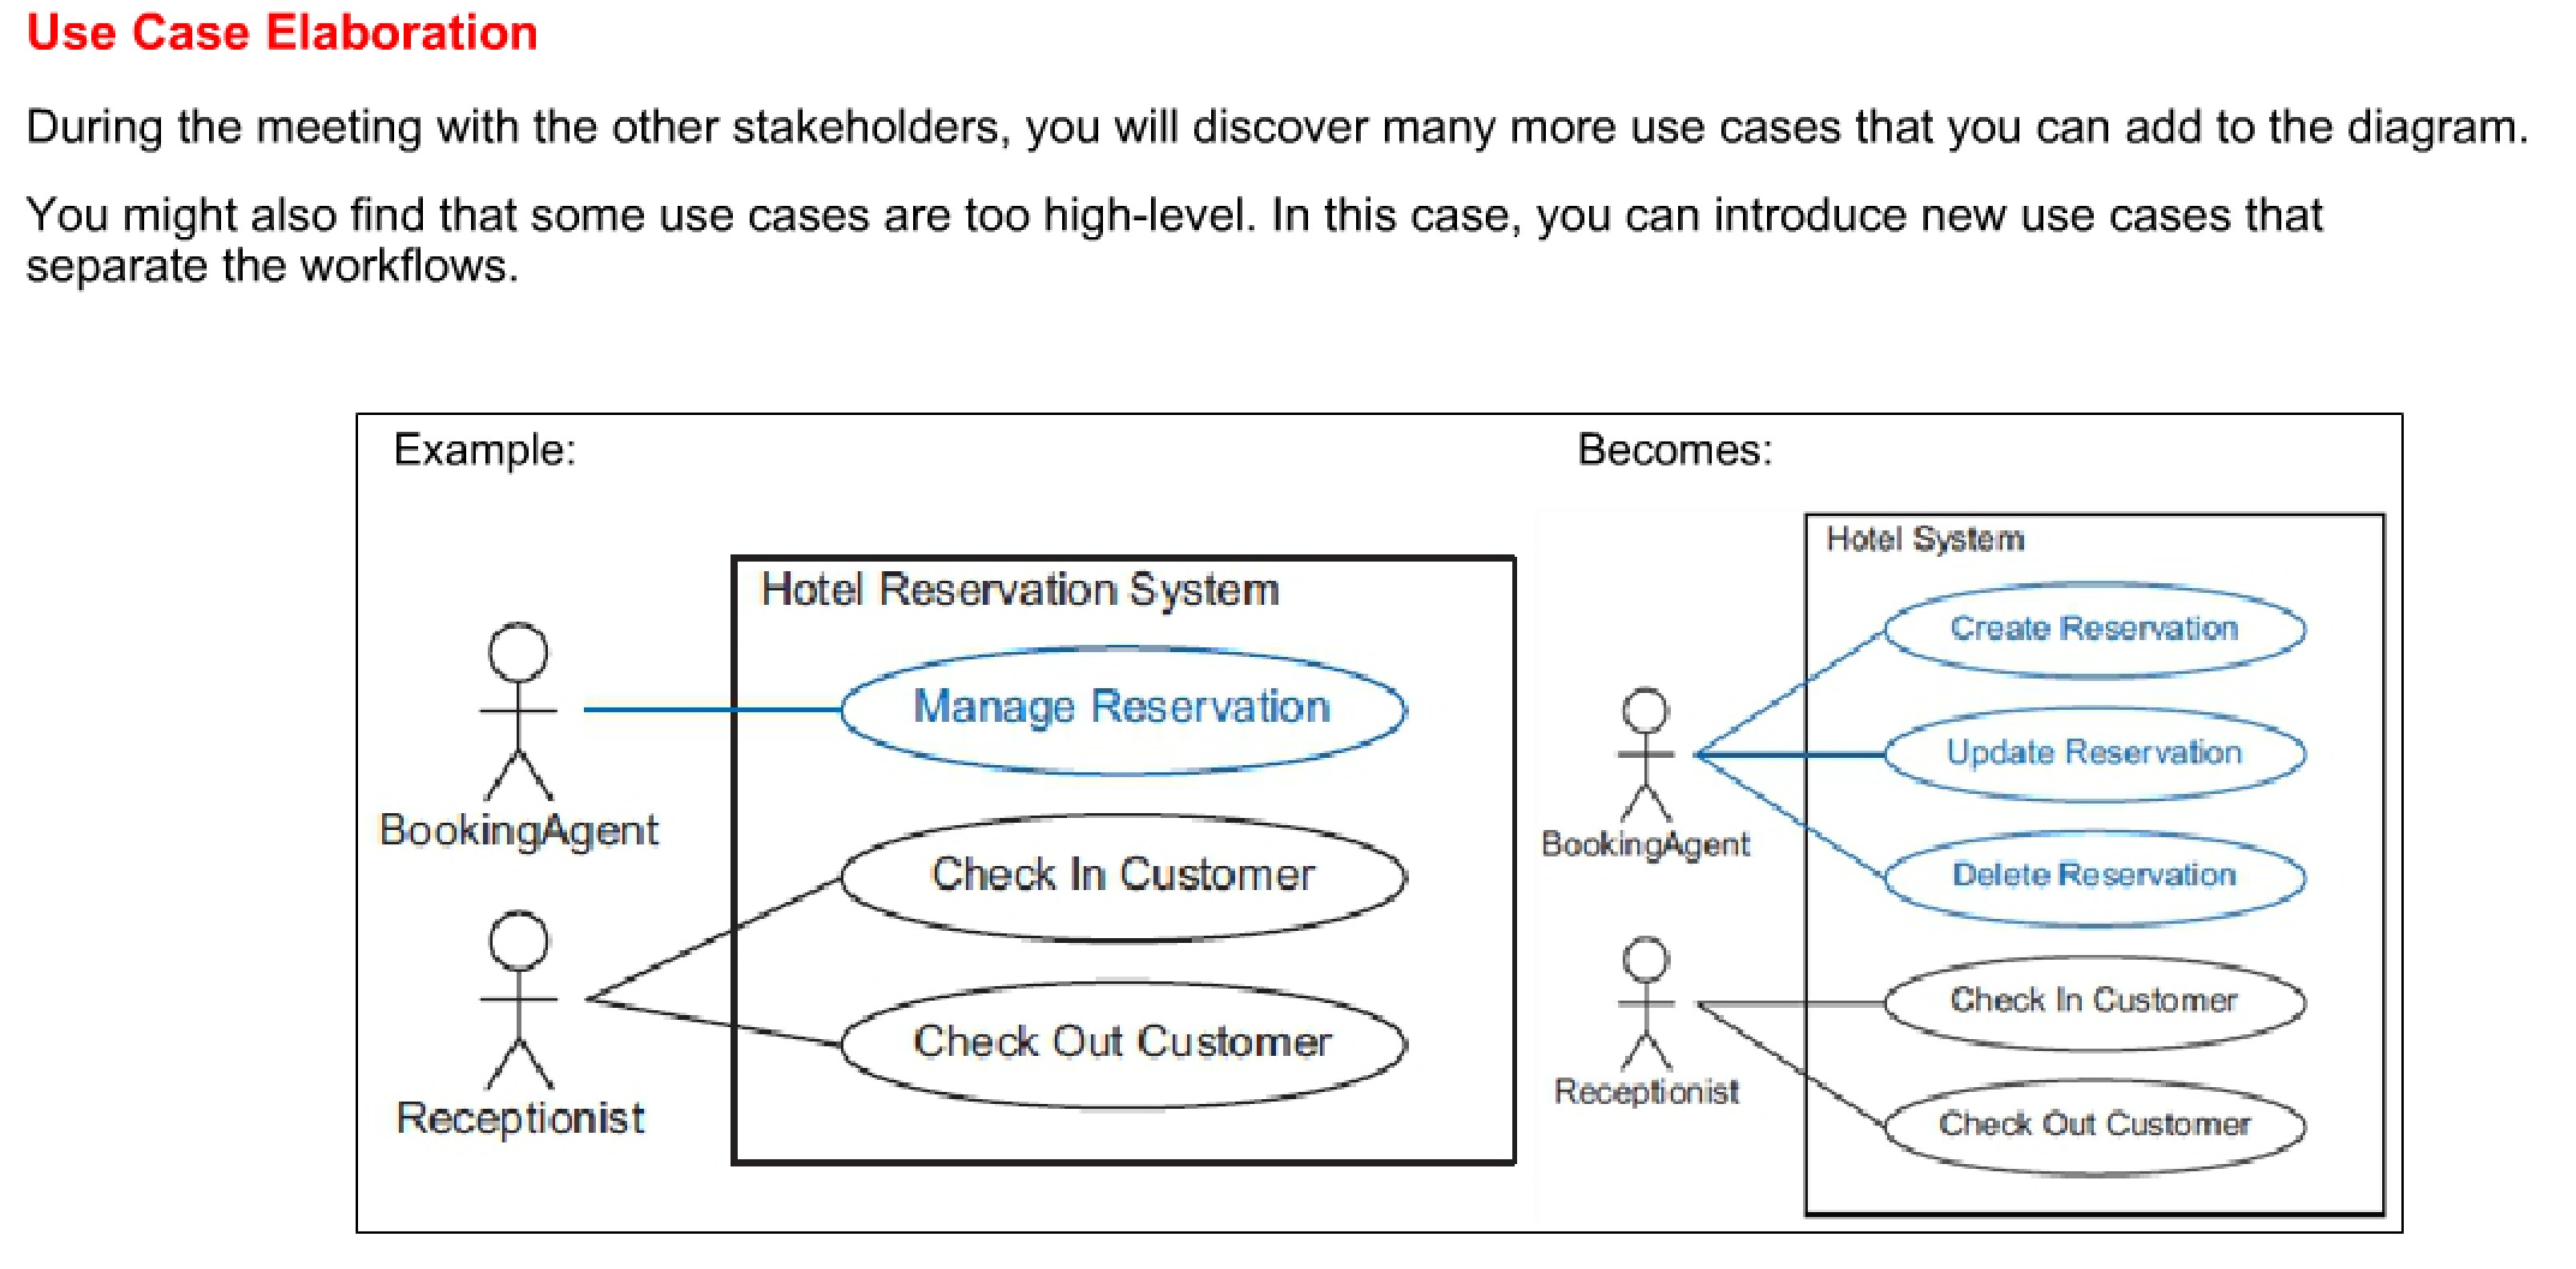 Use Case Elaboration
During the meeting with the other stakeholders, you will discover many more use cases that you can add to the diagram.
You might also find that some use cases are too high-level. In this case, you can introduce new use cases that
separate the workflows.
Example:
Hotel Reservation System
Manage Reservation
BookingAgent
Check In Customer
Check Out Customer
Receptionist
Becomes:
Hotel System
Create Reservation
Update Reservation
BookingAgent
Delete Reservation
Check In Customer
Receptionist
Check Out Customer